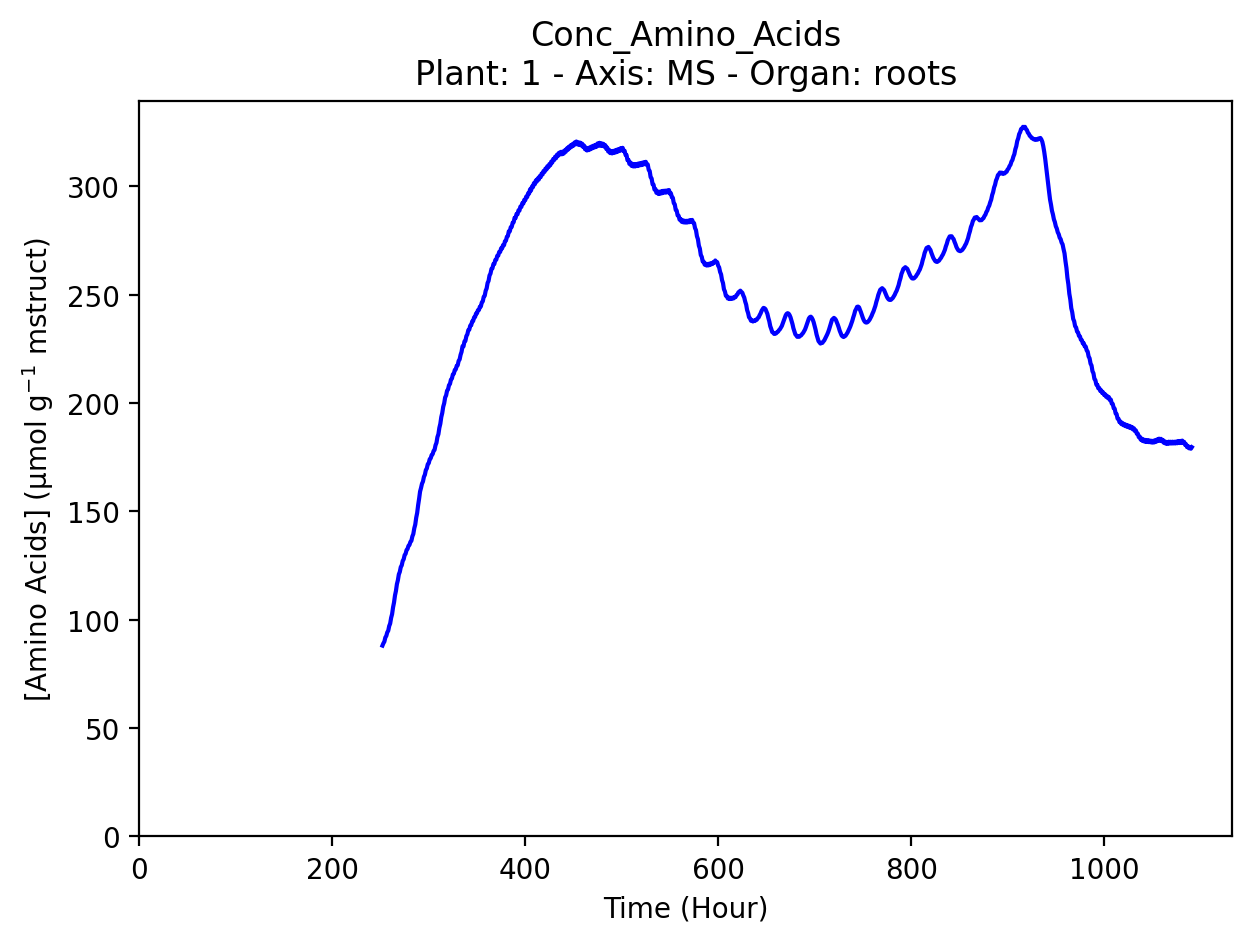 Conc_Amino_Acids
Plant: 1 - Axis: MS - Organ: roots
[Amino Acids] (µmol g⁻¹ mstruct)
300
250
200
150
100
50
0
0 200 400 600 800 1000
Time (Hour)